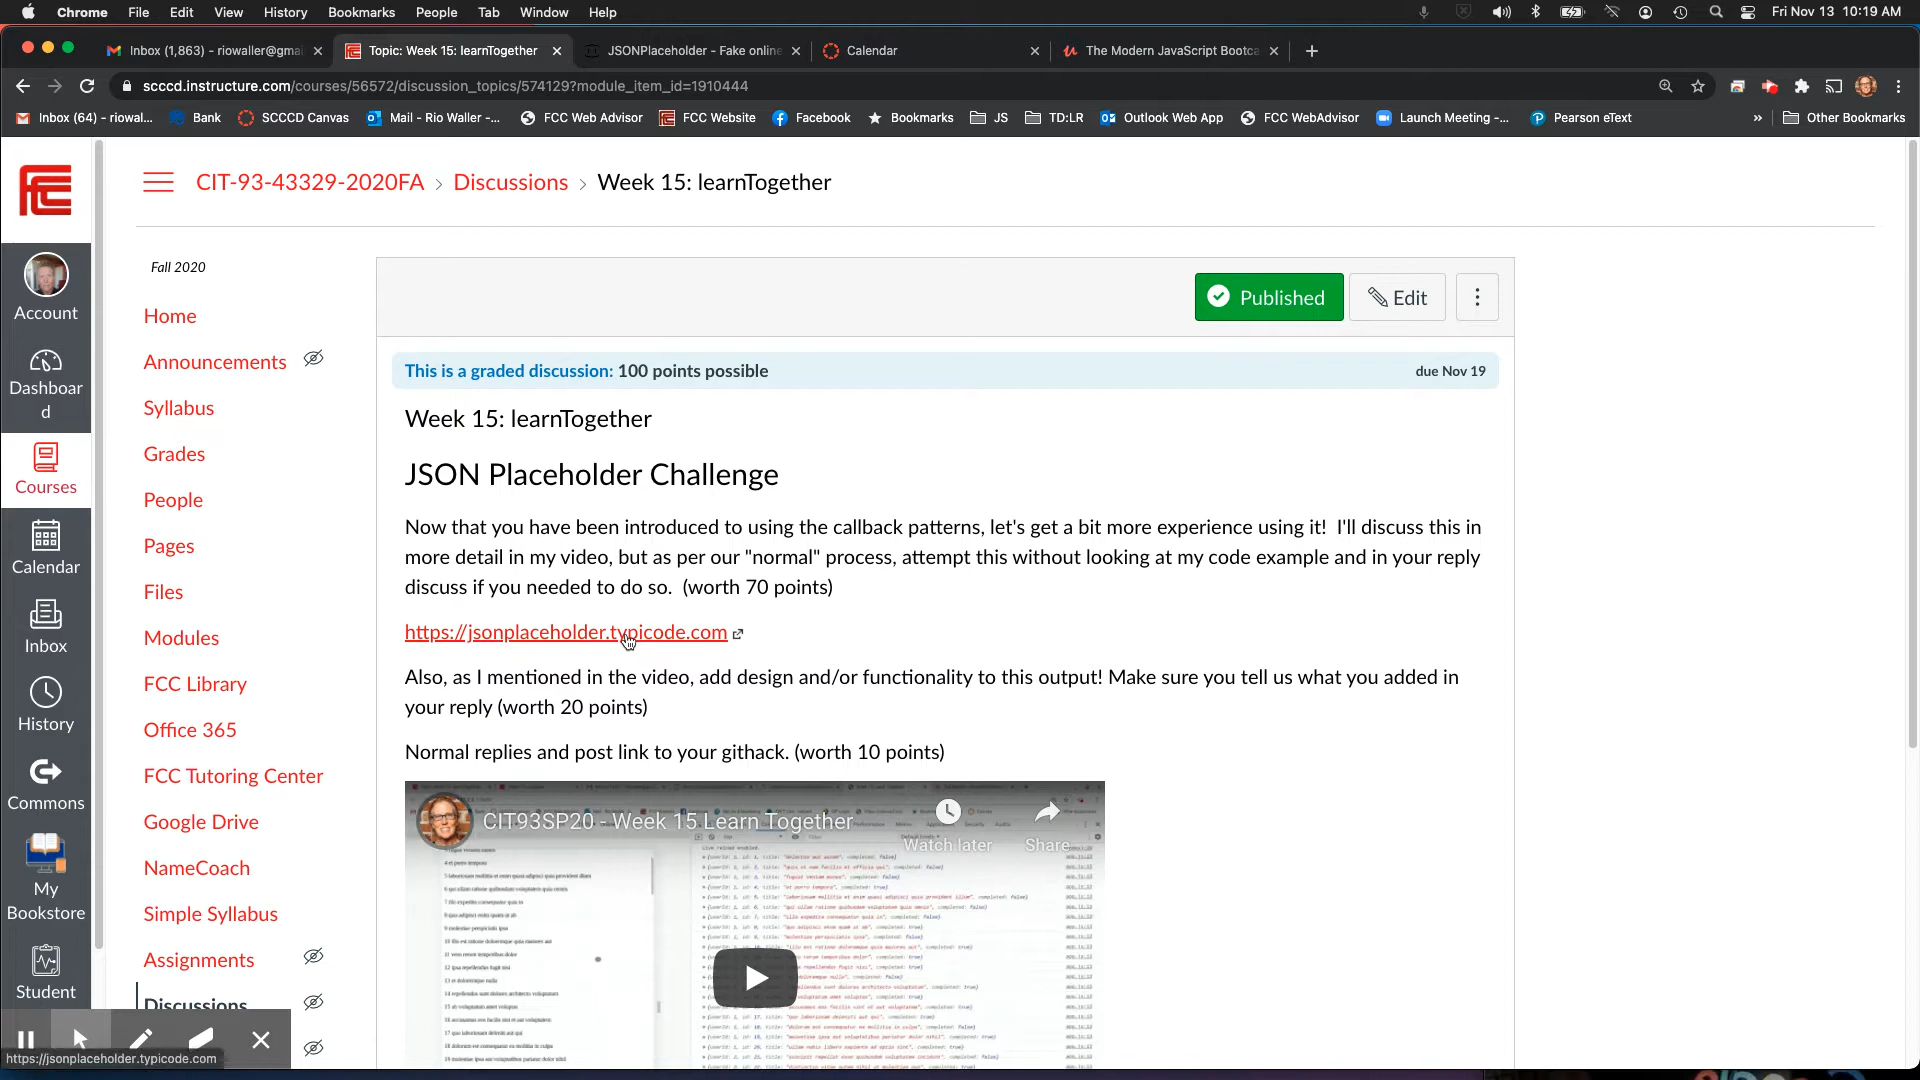 Chrome File Edit View History Bookmarks People Tab Window Help Fri Nov 13 10:19 AM
Inbox (1,863) - riowaller@gmai Topic: Week 15: learnTogether JSONPlaceholder - Fake online Calendar The Modern JavaScript Bootca
scccd.instructure.com/courses/56572/discussion_topics/574129?module_item_id=1910444
Inbox (64) - riowal... Bank SCCCD Canvas Mail - Rio Waller -... FCC Web Advisor FCC Website Facebook Bookmarks JS TD:LR Outlook Web App FCC WebAdvisor Launch Meeting -... Pearson eText » Other Bookmarks
CIT-93-43329-2020FA › Discussions › Week 15: learnTogether
Account
Dashboar
d
Courses
Calendar
Inbox
History
Commons
My
Bookstore
Student
Fall 2020
Home
Announcements
Syllabus
Grades
People
Pages
Files
Modules
FCC Library
Office 365
FCC Tutoring Center
Google Drive
NameCoach
Simple Syllabus
Assignments
Discussions
Published Edit
This is a graded discussion: 100 points possible due Nov 19
Week 15: learnTogether
JSON Placeholder Challenge
Now that you have been introduced to using the callback patterns, let's get a bit more experience using it! I'll discuss this in
more detail in my video, but as per our "normal" process, attempt this without looking at my code example and in your reply
discuss if you needed to do so. (worth 70 points)
https://jsonplaceholder.typicode.com
Also, as I mentioned in the video, add design and/or functionality to this output! Make sure you tell us what you added in
your reply (worth 20 points)
Normal replies and post link to your githack. (worth 10 points)
CIT93SP20 - Week 15 Learn Together
Watch later Share
https://jsonplaceholder.typicode.com